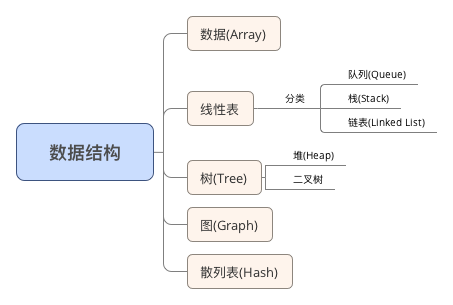 数据结构
数据(Array)
线性表
分类
队列(Queue)
栈(Stack)
链表(Linked List)
树(Tree)
堆(Heap)
二叉树
图(Graph)
散列表(Hash)